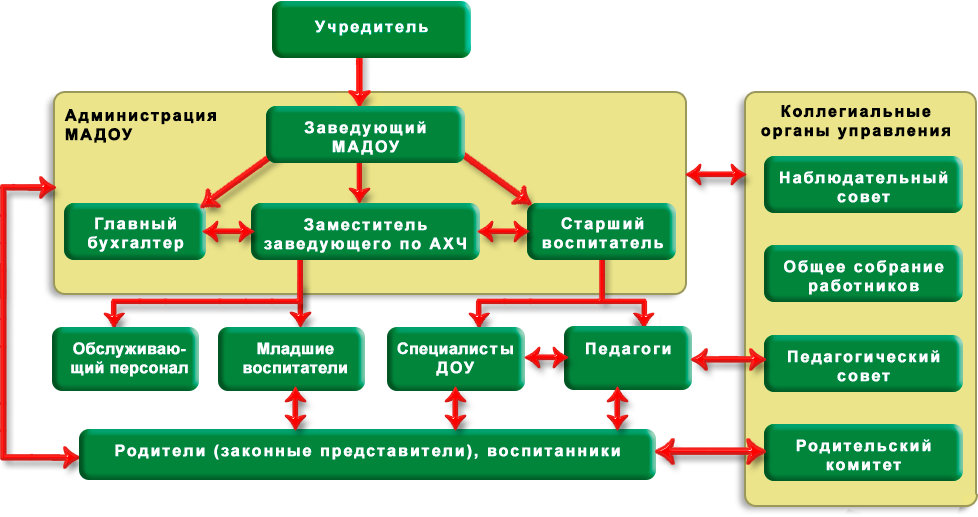 Учредитель
Администрация
МАДОУ
Заведующий
МАДОУ
Главный
бухгалтер
Заместитель
заведующего по АХЧ
Старший
воспитатель
Обслуживаю-
щий персонал
Младшие
воспитатели
Специалисты
ДОУ
Педагоги
Родители (законные представители), воспитанники
Коллегиальные
органы управления
Наблюдательный
совет
Общее собрание
работников
Педагогический
совет
Родительский
комитет